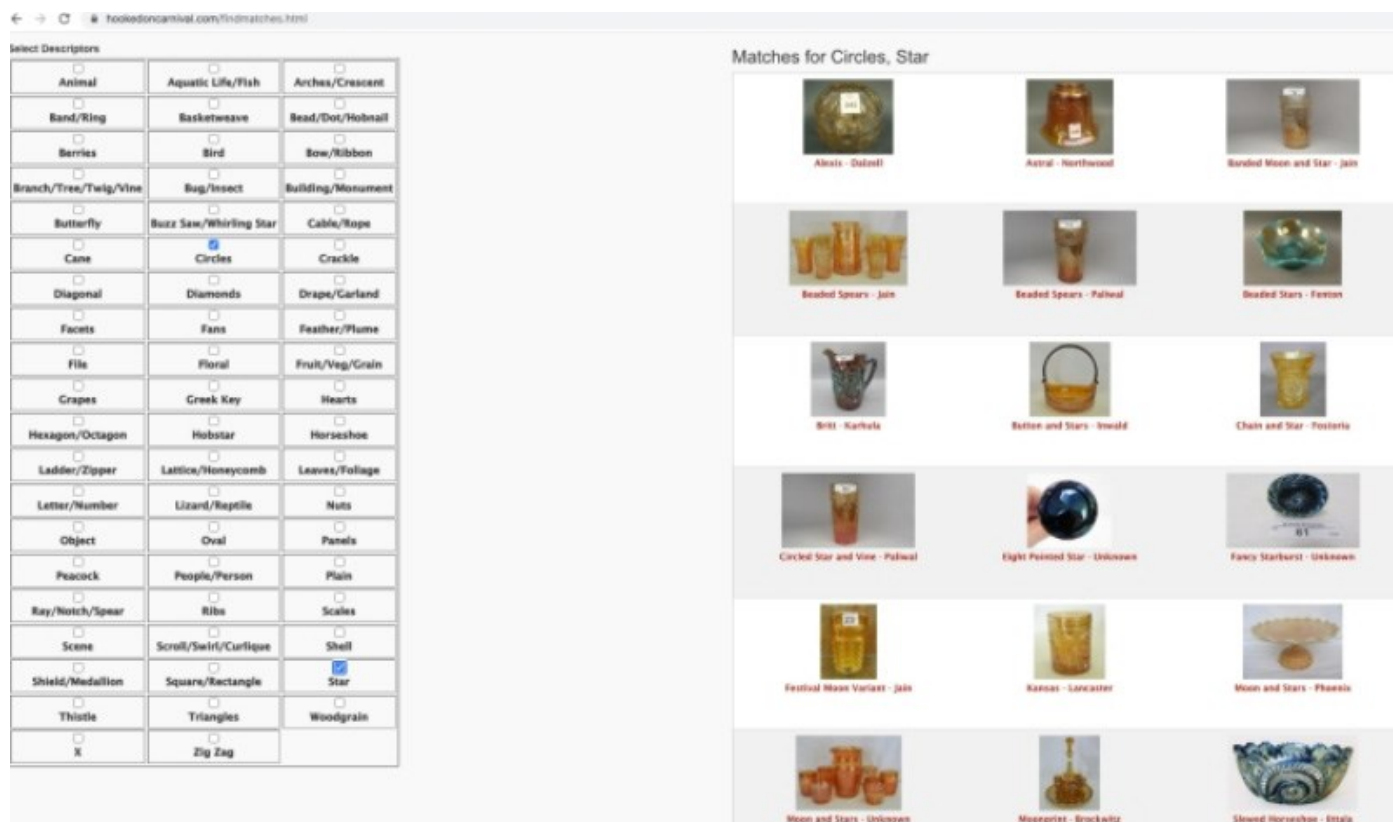 hookedoncarnival.com/findmatches.html
Select Descriptors
Animal Aquatic Life/Fish Arches/Crescent
Band/Ring Basketweave Bead/Dot/Hobnail
Berries Bird Bow/Ribbon
Branch/Tree/Twig/Vine Bug/Insect Building/Monument
Butterfly Buzz Saw/Whirling Star Cable/Rope
Cane Circles Crackle
Diagonal Diamonds Drape/Garland
Facets Fans Feather/Plume
File Floral Fruit/Veg/Grain
Grapes Greek Key Hearts
Hexagon/Octagon Hobstar Horseshoe
Ladder/Zipper Lattice/Honeycomb Leaves/Foliage
Letter/Number Lizard/Reptile Nuts
Object Oval Panels
Peacock People/Person Plain
Ray/Notch/Spear Ribs Scales
Scene Scroll/Swirl/Curlique Shell
Shield/Medallion Square/Rectangle Star
Thistle Triangles Woodgrain
X Zig Zag
Matches for Circles, Star
Alexis - Dalzell Astral - Northwood Banded Moon and Star - Jain
Beaded Spears - Jain Beaded Spears - Paliwal Beaded Stars - Fenton
Britt - Karhula Button and Stars - Inwald Chain and Star - Fostoria
61
Circled Star and Vine - Paliwal Eight Pointed Star - Unknown Fancy Starburst - Unknown
Festival Moon Variant - Jain Kansas - Lancaster Moon and Stars - Phoenix
Moon and Stars - Unknown Moonprint - Brockwitz Slewed Horseshoe - Ittala